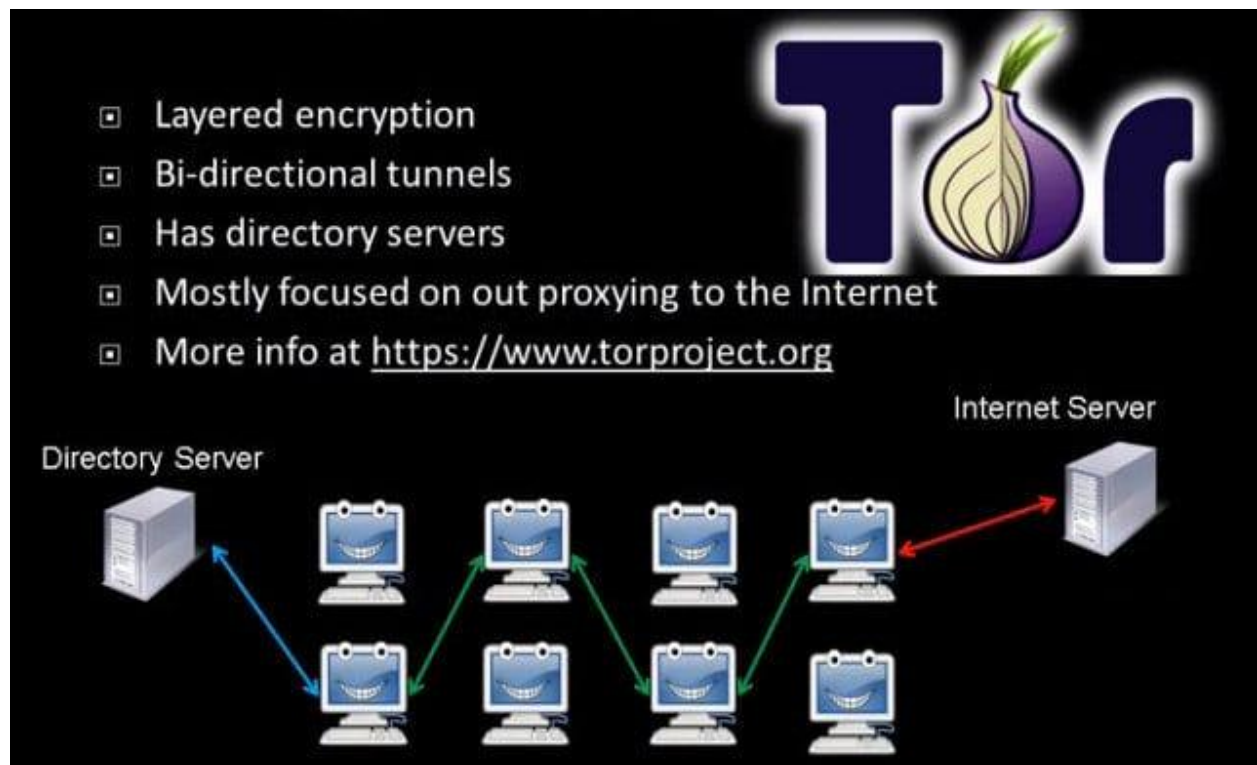 Tor
Layered encryption
Bi-directional tunnels
Has directory servers
Mostly focused on out proxying to the Internet
More info at https://www.torproject.org
Internet Server
Directory Server